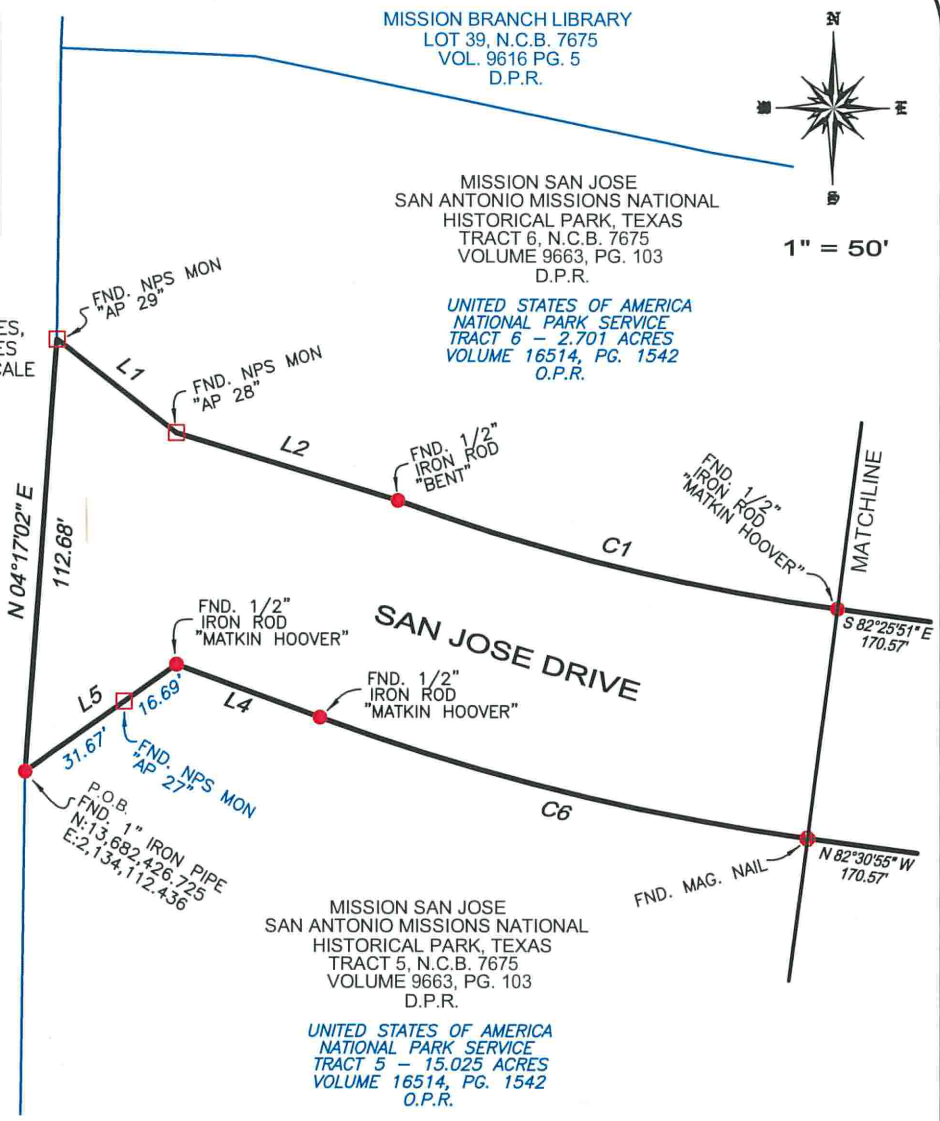 MISSION BRANCH LIBRARY
LOT 39, N.C.B. 7675
VOL. 9616 PG. 5
D.P.R.
N
W
E
S
1" = 50'
MISSION SAN JOSE
SAN ANTONIO MISSIONS NATIONAL
HISTORICAL PARK, TEXAS
TRACT 6, N.C.B. 7675
VOLUME 9663, PG. 103
D.P.R.
UNITED STATES OF AMERICA
NATIONAL PARK SERVICE
TRACT 6 – 2.701 ACRES
VOLUME 16514, PG. 1542
O.P.R.
ES,
ES
CALE
FND. NPS MON
"AP 29"
L1
FND. NPS MON
"AP 28"
L2
FND. 1/2"
IRON ROD
"BENT"
C1
FND. 1/2"
IRON ROD
"MATKIN HOOVER"
MATCHLINE
S 82°25'51" E
170.57'
N 04°17'02" E
112.68'
SAN JOSE DRIVE
FND. 1/2"
IRON ROD
"MATKIN HOOVER"
L4
FND. 1/2"
IRON ROD
"MATKIN HOOVER"
C6
L5
16.69'
31.67'
FND. NPS MON
"AP 27"
P.O.B.
FND. 1" IRON PIPE
N:13,682,426.725
E:2,134,112.436
FND. MAG. NAIL
N 82°30'55" W
170.57'
MISSION SAN JOSE
SAN ANTONIO MISSIONS NATIONAL
HISTORICAL PARK, TEXAS
TRACT 5, N.C.B. 7675
VOLUME 9663, PG. 103
D.P.R.
UNITED STATES OF AMERICA
NATIONAL PARK SERVICE
TRACT 5 – 15.025 ACRES
VOLUME 16514, PG. 1542
O.P.R.